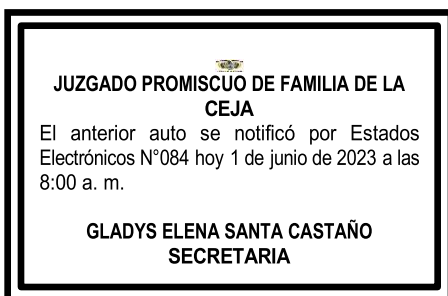 JUZGADO PROMISCUO DE FAMILIA DE LA
CEJA
El anterior auto se notificó por Estados
Electrónicos N°084 hoy 1 de junio de 2023 a las
8:00 a. m.
GLADYS ELENA SANTA CASTAÑO
SECRETARIA